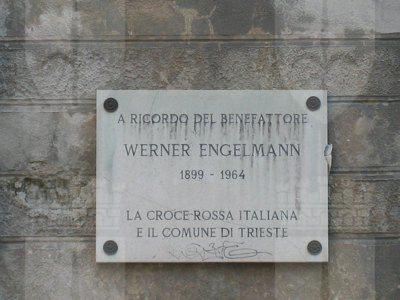 A RICORDO DEL BENEFATTORE
WERNER ENGELMANN
1899 - 1964
LA CROCE ROSSA ITALIANA
E IL COMUNE DI TRIESTE